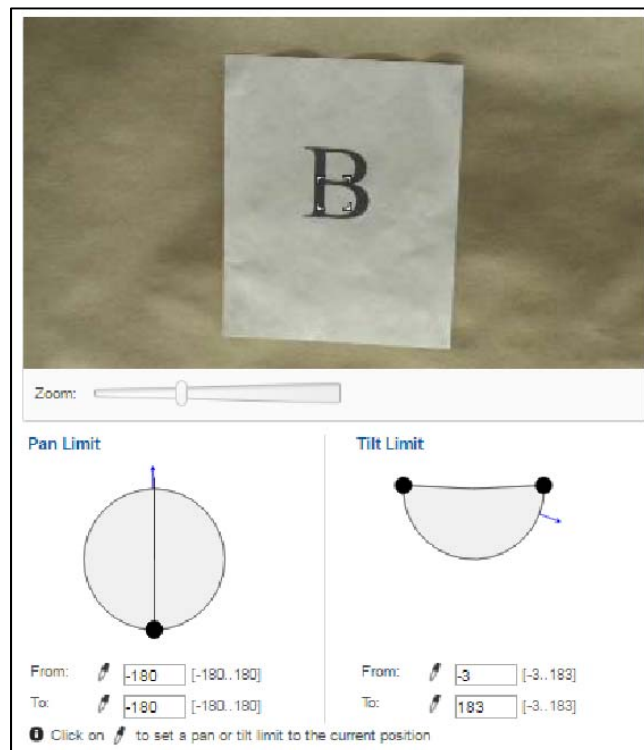 B
Zoom:
Pan Limit
Tilt Limit
From: -180 [-180..180]
From: -3 [-3..183]
To: -180 [-180..180]
To: 183 [-3..183]
Click on to set a pan or tilt limit to the current position